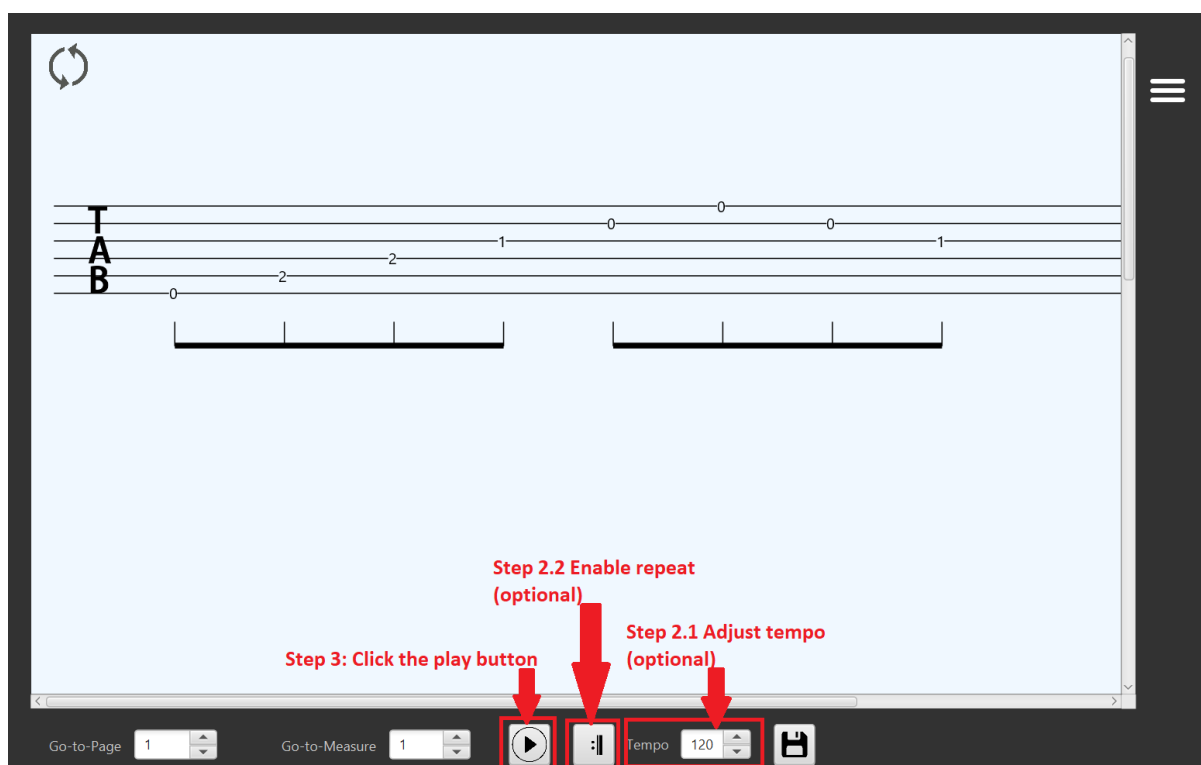 T
A
B
0
2
2
1
0
0
0
1
Step 2.2 Enable repeat
(optional)
Step 2.1 Adjust tempo
(optional)
Step 3: Click the play button
Go-to-Page 1
Go-to-Measure 1
Tempo 120